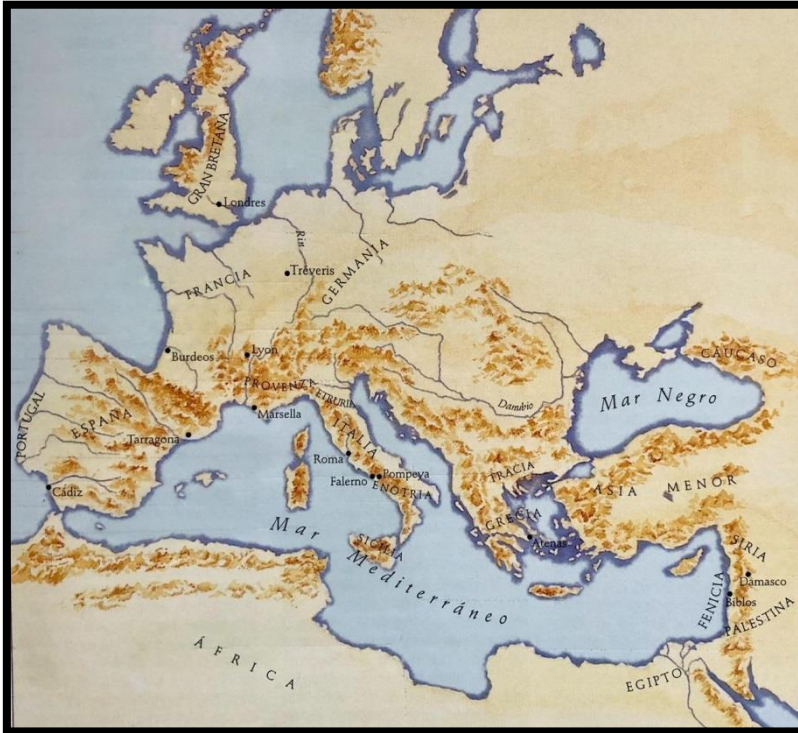 GRAN BRETAÑA
Londres
Rin
Tréveris
GERMANIA
FRANCIA
Burdeos
Lyon
CÁUCASO
PROVENZA
ETRURIA
Danubio
Mar Negro
Marsella
PORTUGAL
ESPAÑA
Tarragona
ITALIA
Roma
Pompeya
Falerno
ENOTRIA
TRACIA
ASIA MENOR
Cádiz
GRECIA
Atenas
SICILIA
Mar Mediterráneo
SIRIA
Damasco
FENICIA
Biblos
PALESTINA
ÁFRICA
EGIPTO